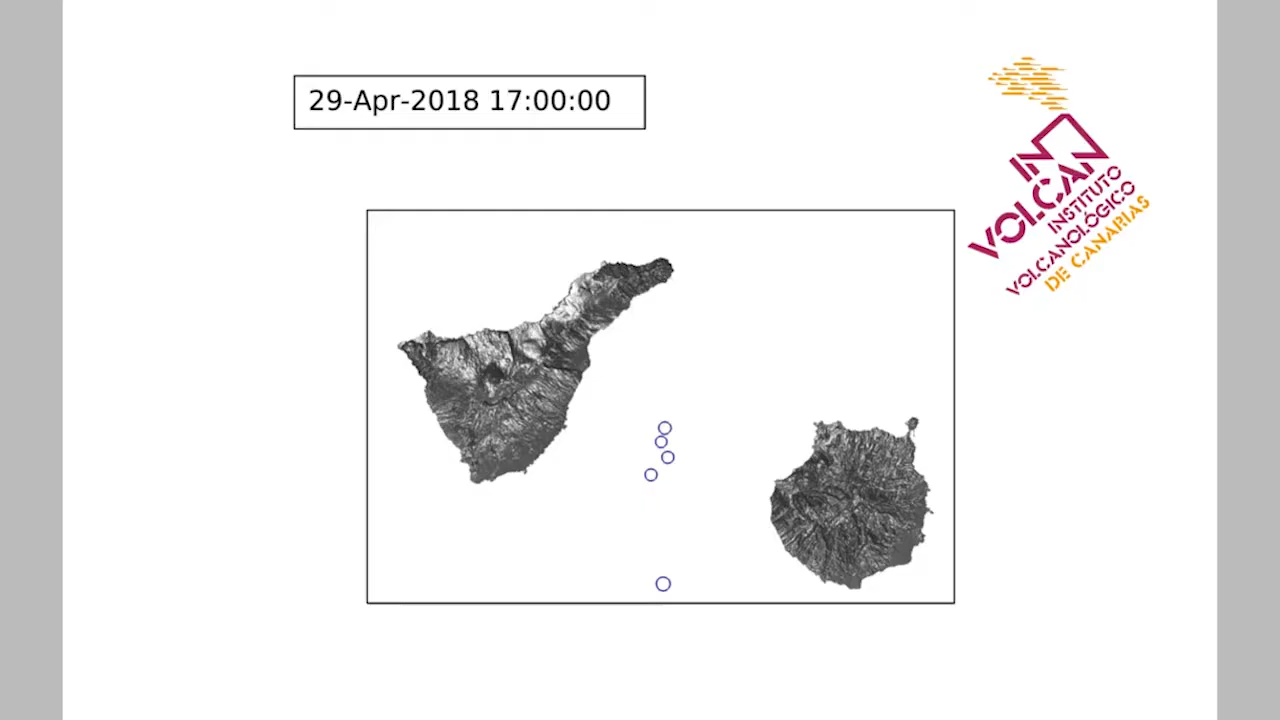 29-Apr-2018 17:00:00
IN
VOLCAN
INSTITUTO
VOLCANOLÓGICO
DE CANARIAS